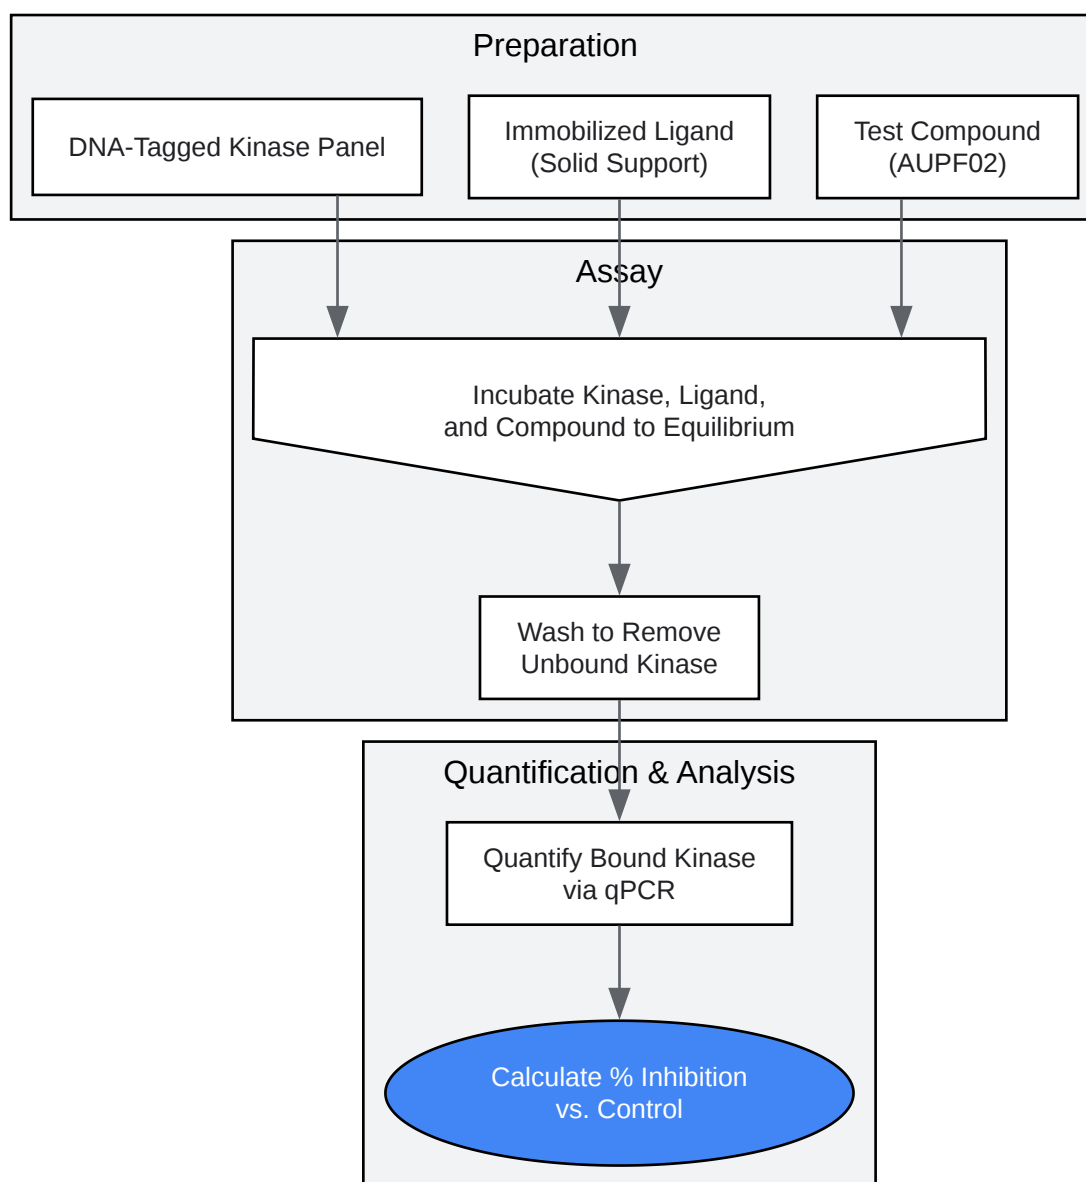 Preparation
DNA-Tagged Kinase Panel
Immobilized Ligand
(Solid Support)
Test Compound
(AUPF02)
Assay
Incubate Kinase, Ligand,
and Compound to Equilibrium
Wash to Remove
Unbound Kinase
Quantification & Analysis
Quantify Bound Kinase
via qPCR
Calculate % Inhibition
vs. Control